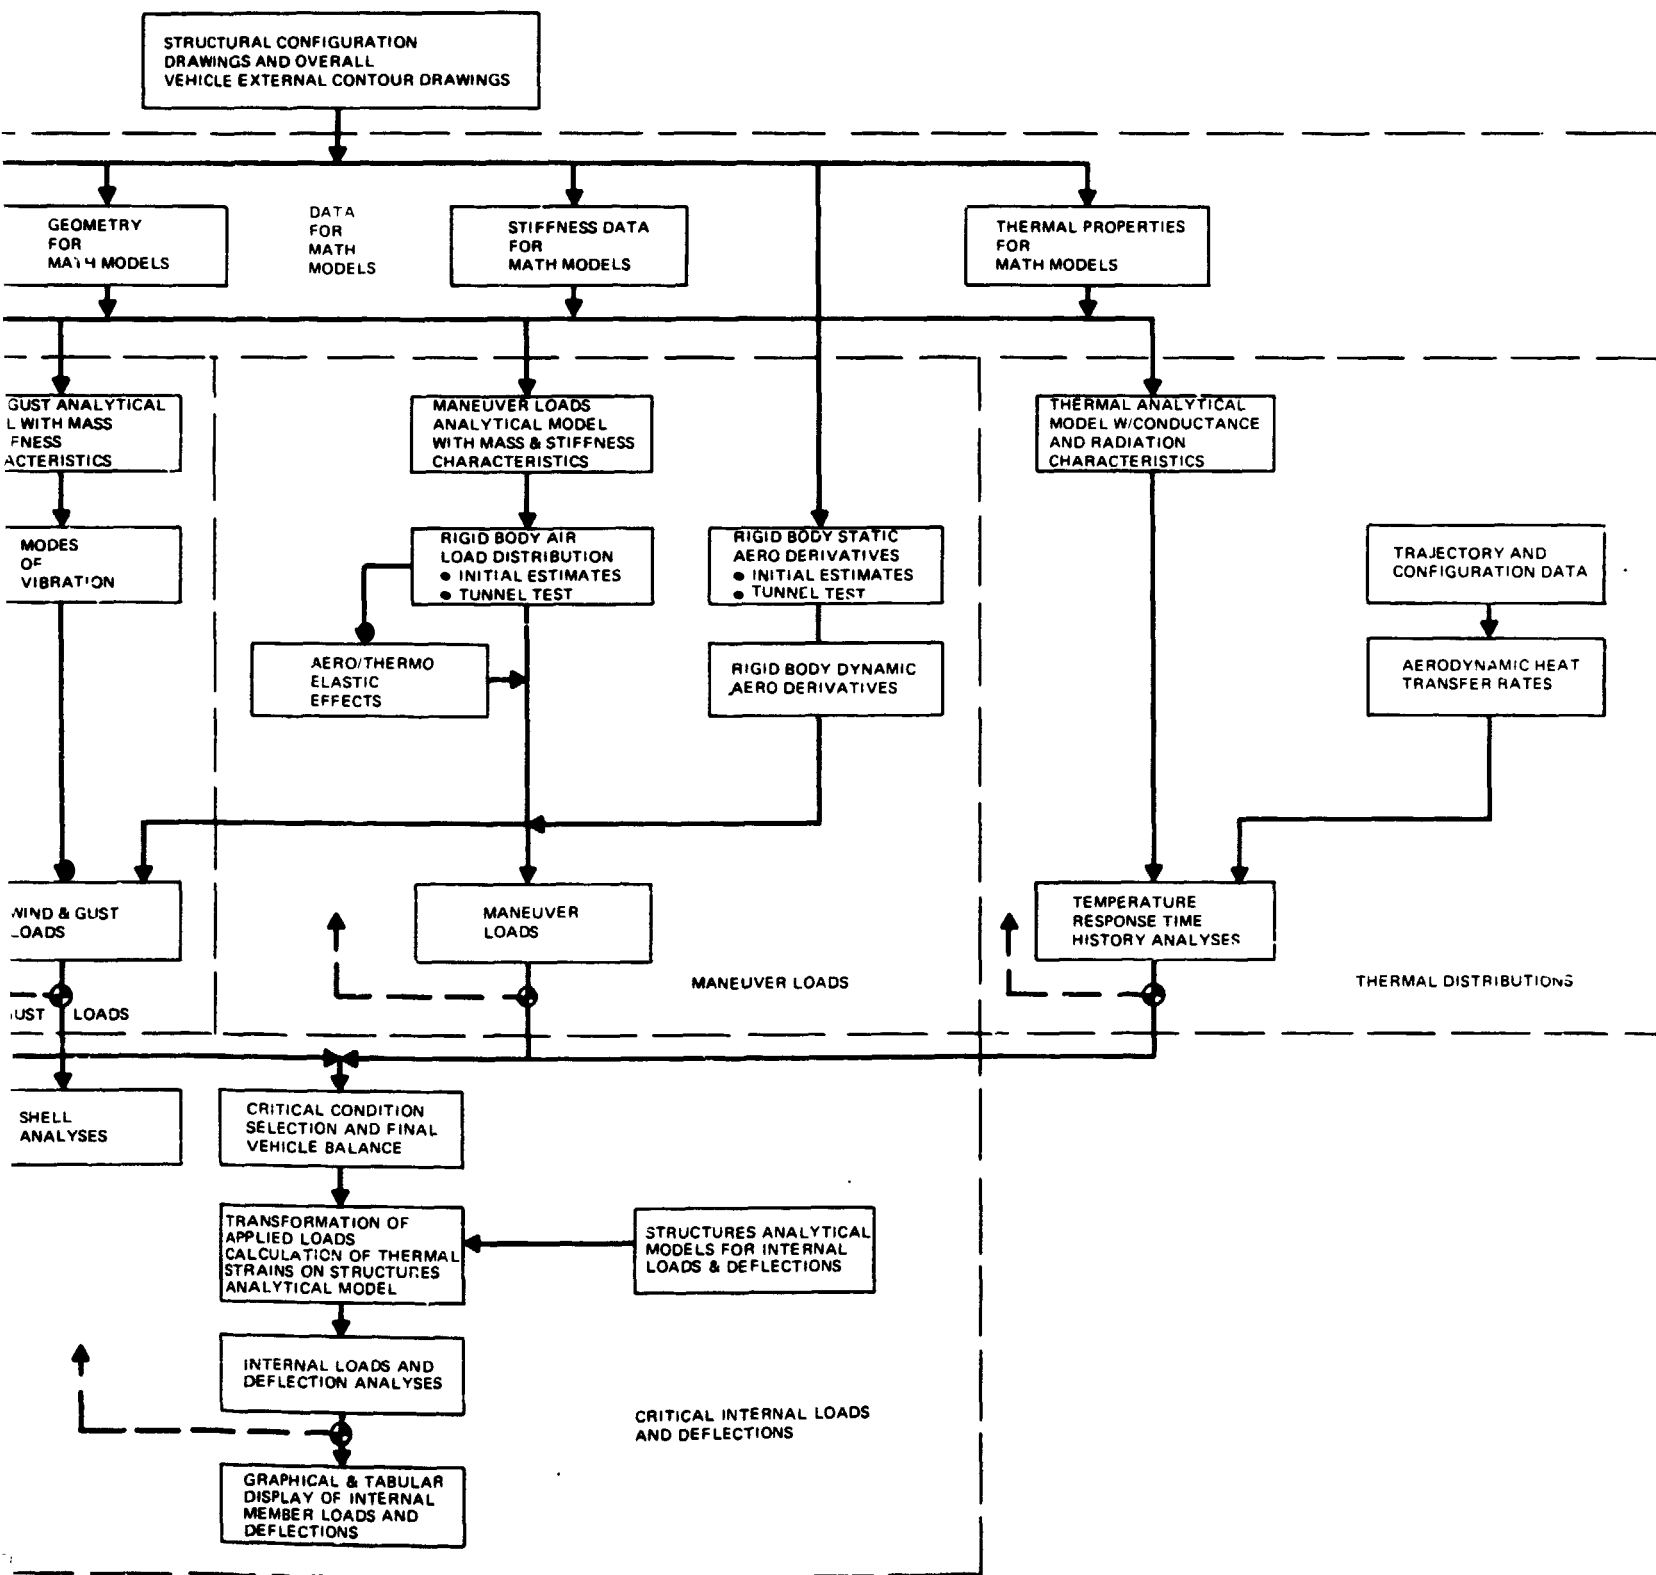 STRUCTURAL CONFIGURATION
DRAWINGS AND OVERALL
VEHICLE EXTERNAL CONTOUR DRAWINGS
GEOMETRY
FOR
MATH MODELS
DATA
FOR
MATH
MODELS
STIFFNESS DATA
FOR
MATH MODELS
THERMAL PROPERTIES
FOR
MATH MODELS
GUST ANALYTICAL
L WITH MASS
FNESS
ACTERISTICS
MANEUVER LOADS
ANALYTICAL MODEL
WITH MASS & STIFFNESS
CHARACTERISTICS
THERMAL ANALYTICAL
MODEL W/CONDUCTANCE
AND RADIATION
CHARACTERISTICS
MODES
OF
VIBRATION
RIGID BODY AIR
LOAD DISTRIBUTION
● INITIAL ESTIMATES
● TUNNEL TEST
RIGID BODY STATIC
AERO DERIVATIVES
● INITIAL ESTIMATES
● TUNNEL TEST
TRAJECTORY AND
CONFIGURATION DATA
AERO/THERMO
ELASTIC
EFFECTS
RIGID BODY DYNAMIC
AERO DERIVATIVES
AERODYNAMIC HEAT
TRANSFER RATES
WIND & GUST
LOADS
MANEUVER
LOADS
TEMPERATURE
RESPONSE TIME
HISTORY ANALYSES
MANEUVER LOADS
THERMAL DISTRIBUTIONS
UST LOADS
SHELL
ANALYSES
CRITICAL CONDITION
SELECTION AND FINAL
VEHICLE BALANCE
TRANSFORMATION OF
APPLIED LOADS
CALCULATION OF THERMAL
STRAINS ON STRUCTURES
ANALYTICAL MODEL
STRUCTURES ANALYTICAL
MODELS FOR INTERNAL
LOADS & DEFLECTIONS
INTERNAL LOADS AND
DEFLECTION ANALYSES
CRITICAL INTERNAL LOADS
AND DEFLECTIONS
GRAPHICAL & TABULAR
DISPLAY OF INTERNAL
MEMBER LOADS AND
DEFLECTIONS